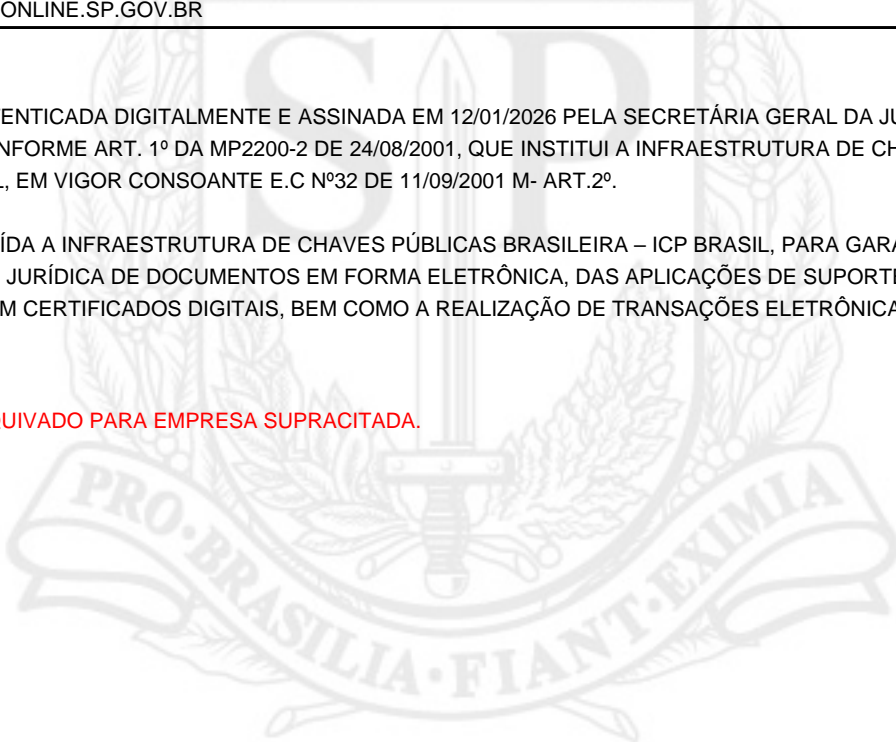 ONLINE.SP.GOV.BR
ENTICADA DIGITALMENTE E ASSINADA EM 12/01/2026 PELA SECRETÁRIA GERAL DA JU
NFORME ART. 1º DA MP2200-2 DE 24/08/2001, QUE INSTITUI A INFRAESTRUTURA DE CH
L, EM VIGOR CONSOANTE E.C Nº32 DE 11/09/2001 M- ART.2º.
ÍDA A INFRAESTRUTURA DE CHAVES PÚBLICAS BRASILEIRA – ICP BRASIL, PARA GARA
JURÍDICA DE DOCUMENTOS EM FORMA ELETRÔNICA, DAS APLICAÇÕES DE SUPORTE
M CERTIFICADOS DIGITAIS, BEM COMO A REALIZAÇÃO DE TRANSAÇÕES ELETRÔNICA
QUIVADO PARA EMPRESA SUPRACITADA.
SP
PRO·BRASILIA·FIANT·EXIMIA